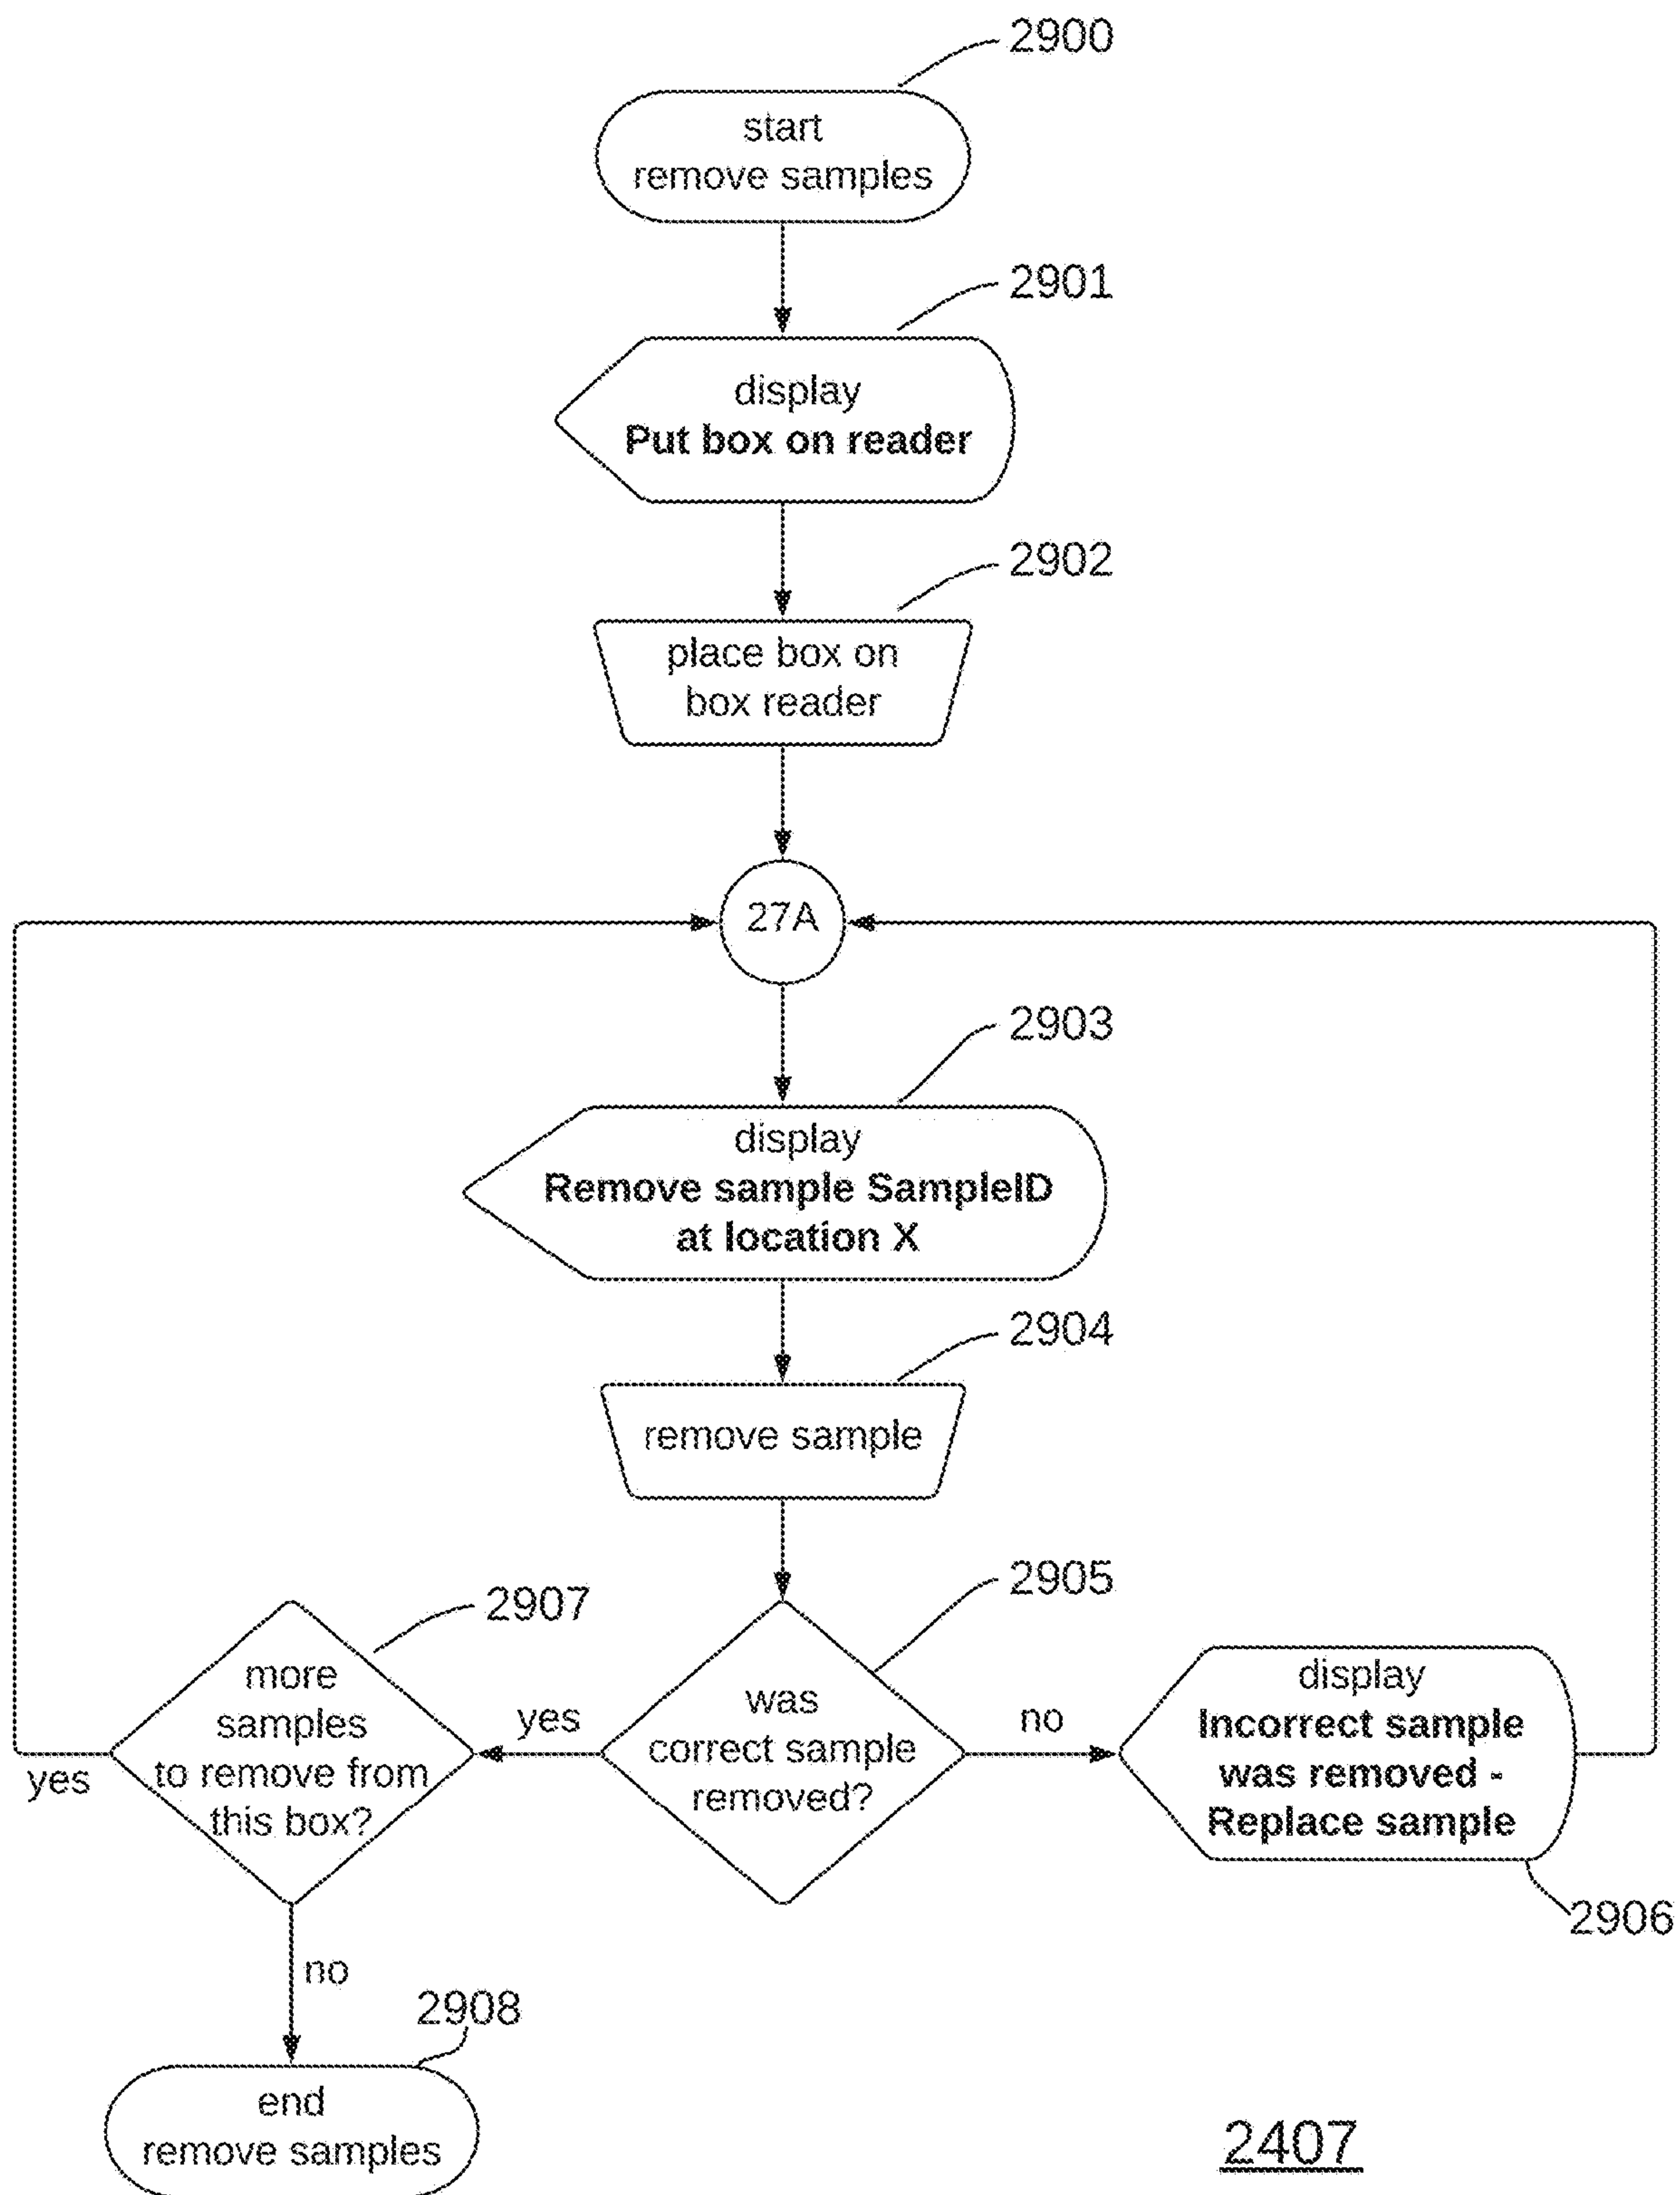 2900
start
remove samples
2901
display
Put box on reader
2902
place box on
box reader
27A
2903
display
Remove sample SampleID
at location X
2904
remove sample
2905
was
correct sample
removed?
yes
no
2907
more
samples
to remove from
this box?
yes
no
display
Incorrect sample
was removed -
Replace sample
2906
2908
end
remove samples
2407